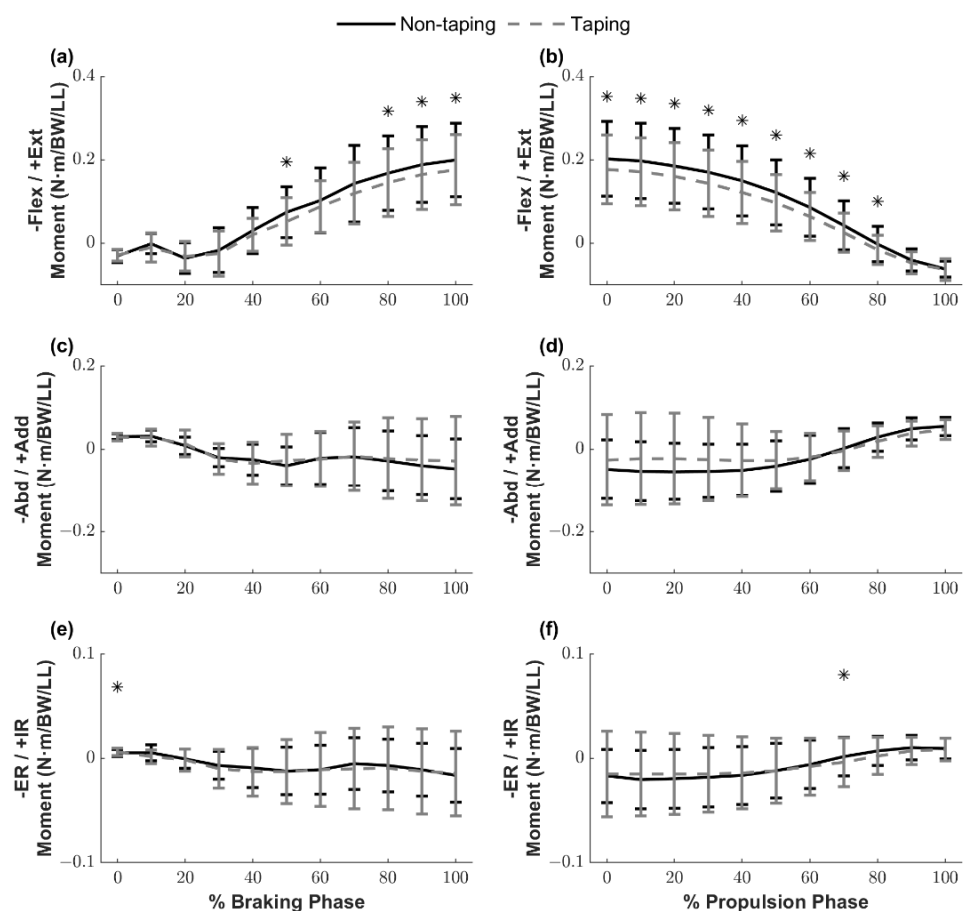 Non-taping Taping
(a) (b)
-Flex / +Ext
Moment (N·m/BW/LL)
0.4
0.2
0
0 20 40 60 80 100
-Flex / +Ext
Moment (N·m/BW/LL)
0.4
0.2
0
0 20 40 60 80 100
(c) (d)
-Abd / +Add
Moment (N·m/BW/LL)
0.2
0
−0.2
0 20 40 60 80 100
-Abd / +Add
Moment (N·m/BW/LL)
0.2
0
−0.2
0 20 40 60 80 100
(e) (f)
-ER / +IR
Moment (N·m/BW/LL)
0.1
0
−0.1
0 20 40 60 80 100
% Braking Phase
-ER / +IR
Moment (N·m/BW/LL)
0.1
0
−0.1
0 20 40 60 80 100
% Propulsion Phase